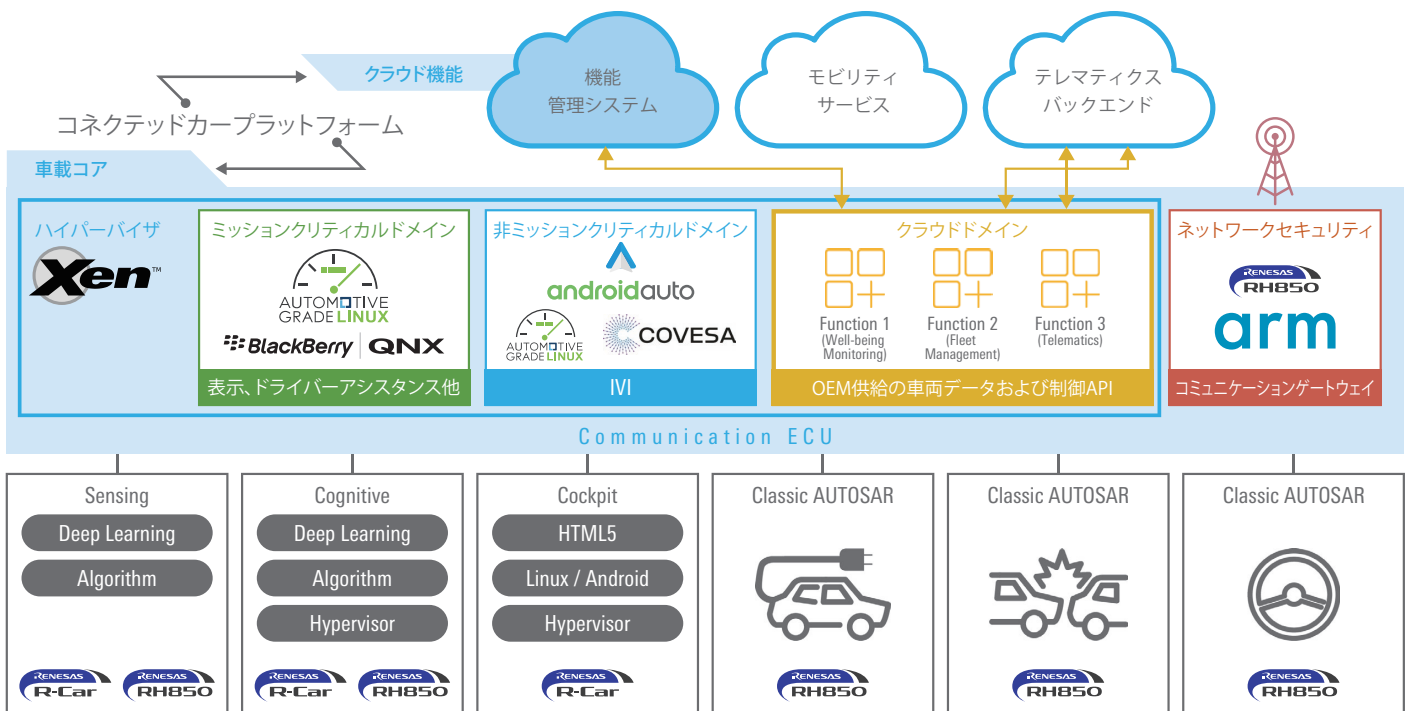 クラウド機能
機能
管理システム
モビリティ
サービス
テレマティクス
バックエンド
コネクテッドカープラットフォーム
車載コア
ハイパーバイザ
Xen™
ミッションクリティカルドメイン
AUTOMOTIVE
GRADE LINUX
BlackBerry | QNX
表示、ドライバーアシスタンス他
非ミッションクリティカルドメイン
androidauto
AUTOMOTIVE
GRADE LINUX
COVESA
IVI
クラウドドメイン
Function 1
(Well-being
Monitoring)
Function 2
(Fleet
Management)
Function 3
(Telematics)
OEM供給の車両データおよび制御API
ネットワークセキュリティ
RENESAS
RH850
arm
コミュニケーションゲートウェイ
Communication ECU
Sensing
Deep Learning
Algorithm
RENESAS
R-Car
RENESAS
RH850
Cognitive
Deep Learning
Algorithm
Hypervisor
RENESAS
R-Car
RENESAS
RH850
Cockpit
HTML5
Linux / Android
Hypervisor
RENESAS
R-Car
Classic AUTOSAR
RENESAS
RH850
Classic AUTOSAR
RENESAS
RH850
Classic AUTOSAR
RENESAS
RH850